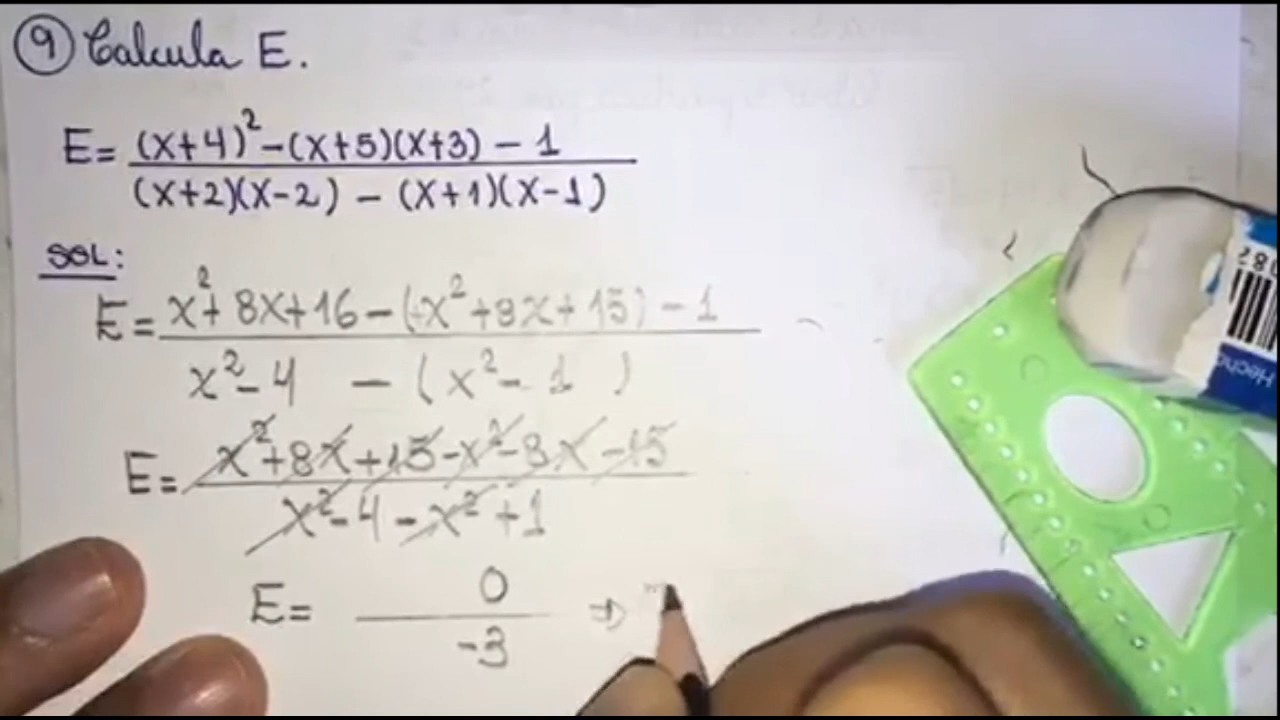 9 Calcula E.
E= (x+4)²-(x+5)(x+3) - 1
(x+2)(x-2) - (x+1)(x-1)
SOL:
E= x²+8x+16-(+x²+8x+15)-1
x²-4 - (x²-1)
E= x²+8x+15-x²-8x-15
x²-4-x²+1
E= 0
-3 ⇒
Hecho